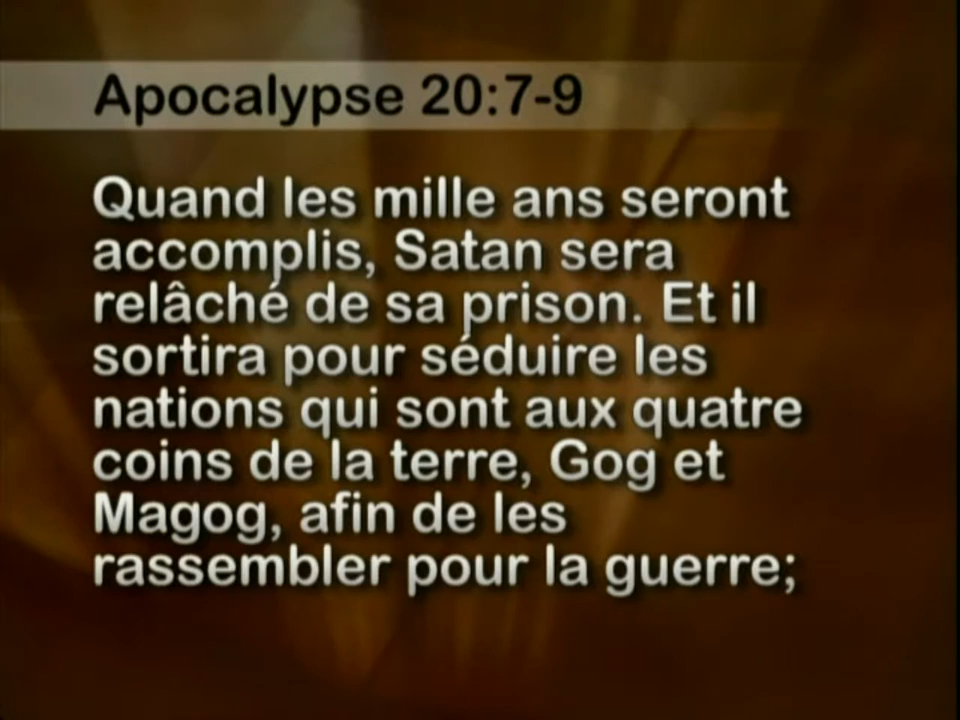 Apocalypse 20:7-9
Quand les mille ans seront
accomplis, Satan sera
relâché de sa prison. Et il
sortira pour séduire les
nations qui sont aux quatre
coins de la terre, Gog et
Magog, afin de les
rassembler pour la guerre;